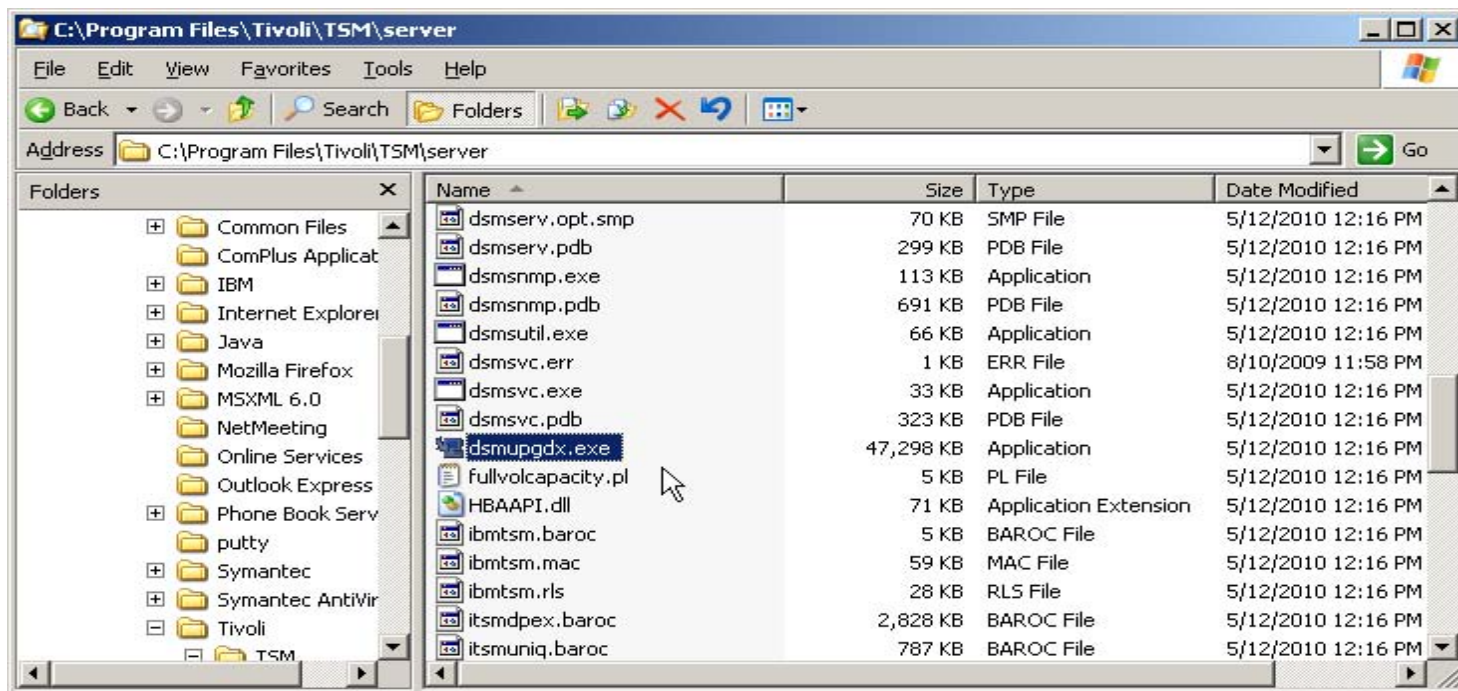 C:\Program Files\Tivoli\TSM\server
File Edit View Favorites Tools Help
Back Search Folders
Address C:\Program Files\Tivoli\TSM\server Go
Folders Name Size Type Date Modified
Common Files dsmserv.opt.smp 70 KB SMP File 5/12/2010 12:16 PM
ComPlus Applicat dsmserv.pdb 299 KB PDB File 5/12/2010 12:16 PM
IBM dsmsnmp.exe 113 KB Application 5/12/2010 12:16 PM
Internet Explorer dsmsnmp.pdb 691 KB PDB File 5/12/2010 12:16 PM
Java dsmsutil.exe 66 KB Application 5/12/2010 12:16 PM
Mozilla Firefox dsmsvc.err 1 KB ERR File 8/10/2009 11:58 PM
MSXML 6.0 dsmsvc.exe 33 KB Application 5/12/2010 12:16 PM
NetMeeting dsmsvc.pdb 323 KB PDB File 5/12/2010 12:16 PM
Online Services dsmupgdx.exe 47,298 KB Application 5/12/2010 12:16 PM
Outlook Express fullvolcapacity.pl 5 KB PL File 5/12/2010 12:16 PM
Phone Book Serv HBAAPI.dll 71 KB Application Extension 5/12/2010 12:16 PM
putty ibmtsm.baroc 5 KB BAROC File 5/12/2010 12:16 PM
Symantec ibmtsm.mac 59 KB MAC File 5/12/2010 12:16 PM
Symantec AntiVir ibmtsm.rls 28 KB RLS File 5/12/2010 12:16 PM
Tivoli itsmdpex.baroc 2,828 KB BAROC File 5/12/2010 12:16 PM
TSM itsmuniq.baroc 787 KB BAROC File 5/12/2010 12:16 PM